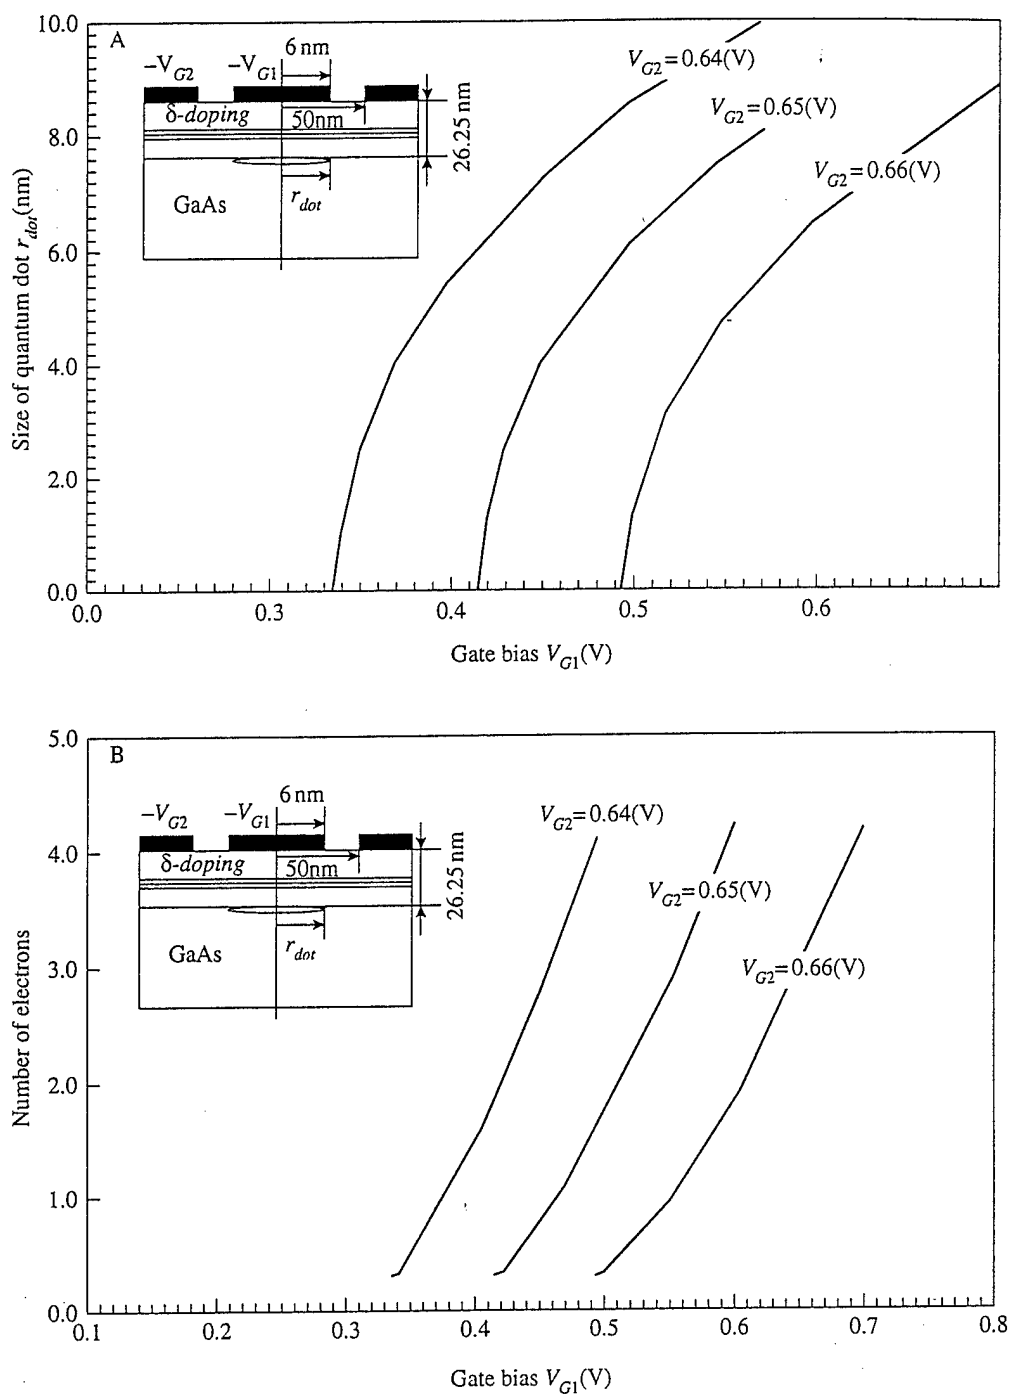 A
−V_G2
−V_G1
6 nm
δ-doping
50nm
26.25 nm
GaAs
r_dot
V_G2=0.64(V)
V_G2=0.65(V)
V_G2=0.66(V)
Size of quantum dot r_dot(nm)
10.0
8.0
6.0
4.0
2.0
0.0
0.0
0.3
0.4
0.5
0.6
Gate bias V_G1(V)
B
−V_G2
−V_G1
6 nm
δ-doping
50nm
26.25 nm
GaAs
r_dot
V_G2=0.64(V)
V_G2=0.65(V)
V_G2=0.66(V)
Number of electrons
5.0
4.0
3.0
2.0
1.0
0.0
0.1
0.2
0.3
0.4
0.5
0.6
0.7
0.8
Gate bias V_G1(V)